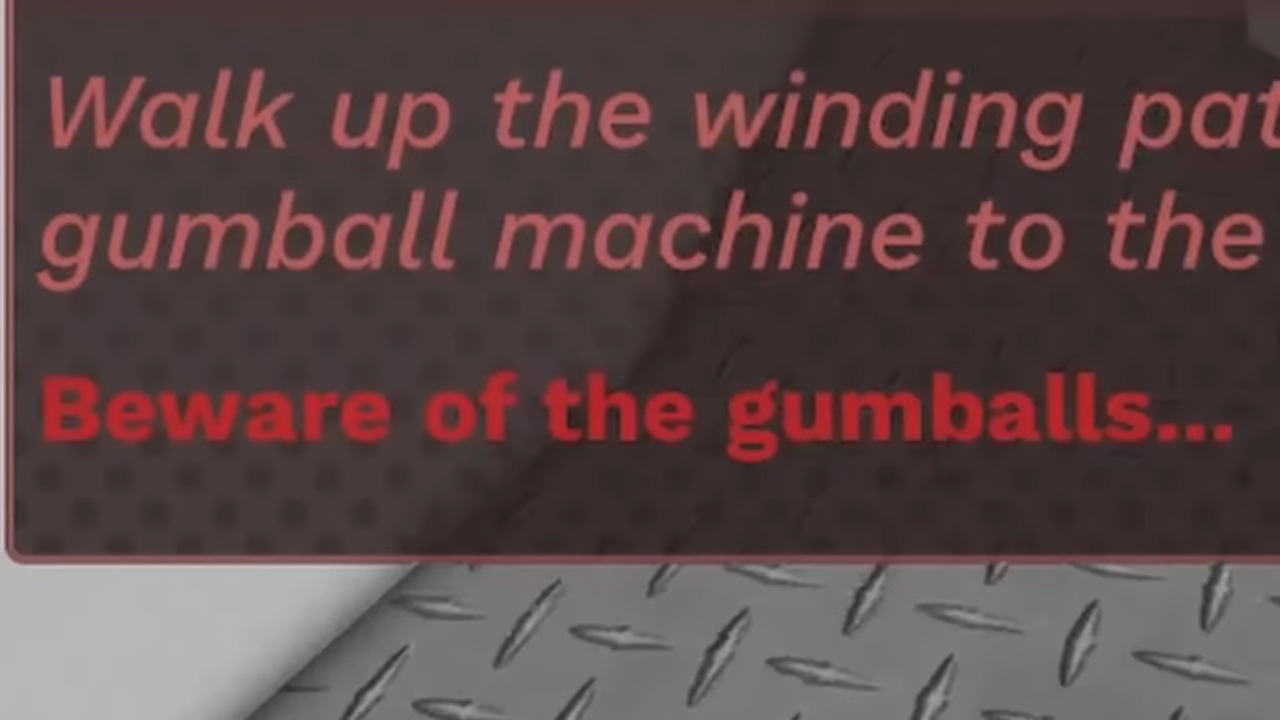 Walk up the winding pat
gumball machine to the
Beware of the gumballs...